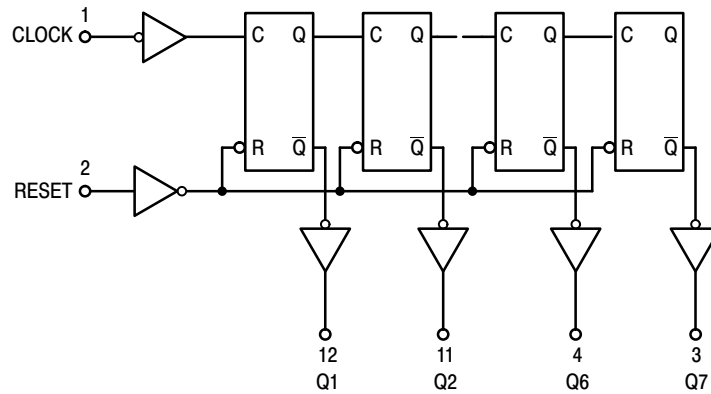 1
CLOCK
C Q C Q C Q C Q
R Q̅ R Q̅ R Q̅ R Q̅
2
RESET
12 11 4 3
Q1 Q2 Q6 Q7